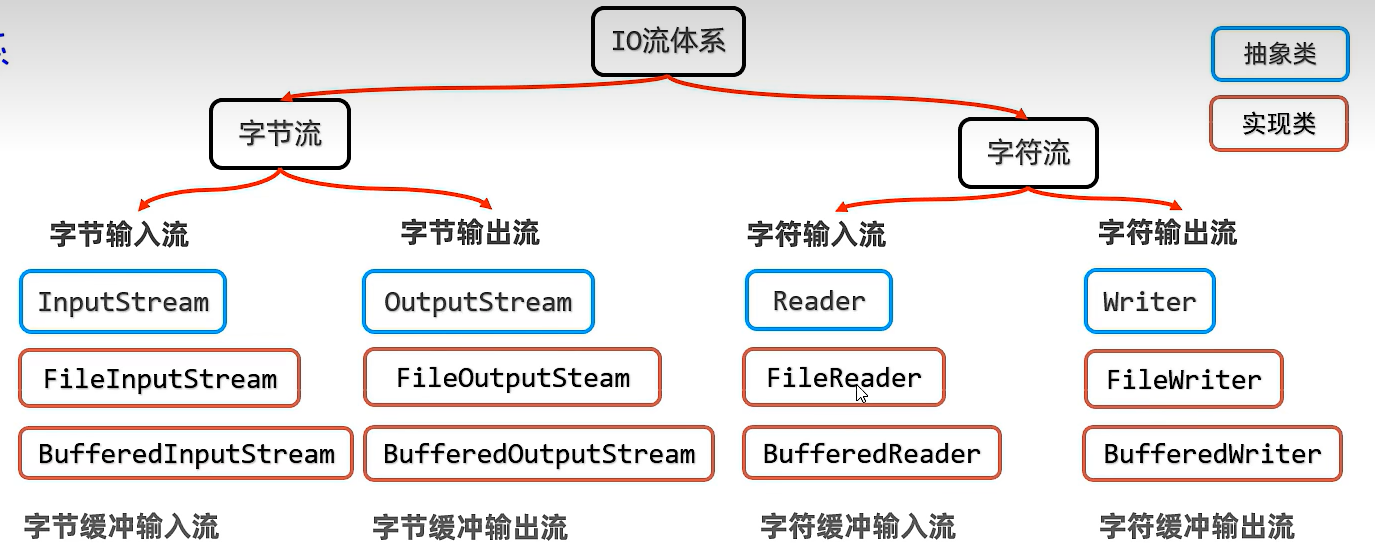 IO流体系
抽象类
实现类
字节流
字符流
字节输入流
字节输出流
字符输入流
字符输出流
InputStream
OutputStream
Reader
Writer
FileInputStream
FileOutputSteam
FileReader
FileWriter
BufferedInputStream
BufferedOutputStream
BufferedReader
BufferedWriter
字节缓冲输入流
字节缓冲输出流
字符缓冲输入流
字符缓冲输出流